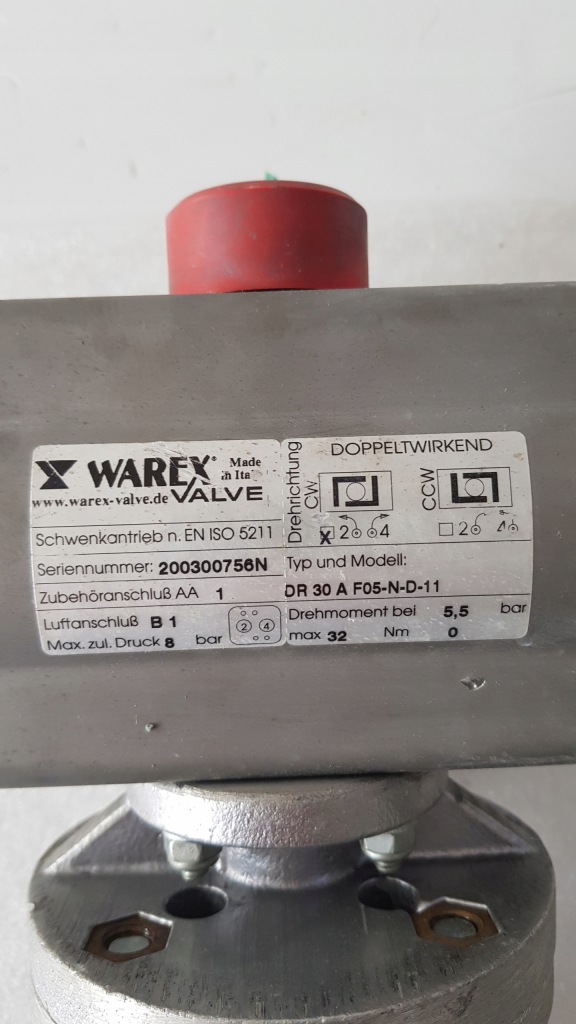 WAREX® Made
VALVE
www.warex-valve.de
Schwenkantrieb n. EN ISO 5211
Seriennummer: 200300756N
Zubehöranschluß AA 1
Luftanschluß B 1
2 4
Max. zul. Druck 8 bar
DOPPELTWIRKEND
Drehrichtung
CW
CCW
x 2 4
2 4
Typ und Modell:
DR 30 A F05-N-D-11
Drehmoment bei 5,5 bar
max 32 Nm 0